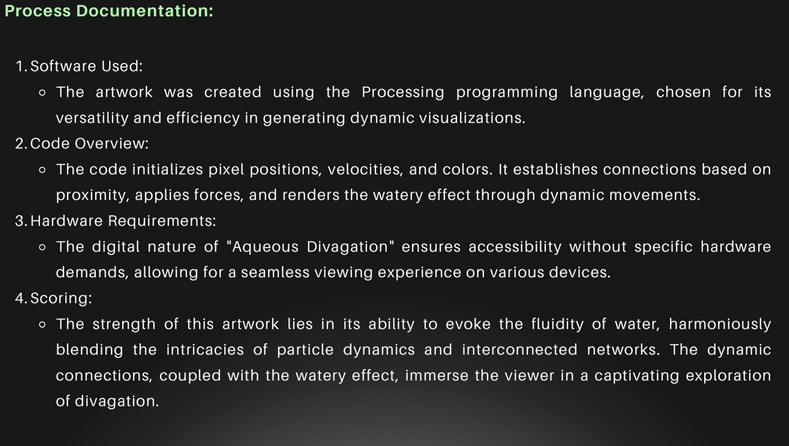 Process Documentation:
1. Software Used:
○ The artwork was created using the Processing programming language, chosen for its
versatility and efficiency in generating dynamic visualizations.
2. Code Overview:
○ The code initializes pixel positions, velocities, and colors. It establishes connections based on
proximity, applies forces, and renders the watery effect through dynamic movements.
3. Hardware Requirements:
○ The digital nature of "Aqueous Divagation" ensures accessibility without specific hardware
demands, allowing for a seamless viewing experience on various devices.
4. Scoring:
○ The strength of this artwork lies in its ability to evoke the fluidity of water, harmoniously
blending the intricacies of particle dynamics and interconnected networks. The dynamic
connections, coupled with the watery effect, immerse the viewer in a captivating exploration
of divagation.